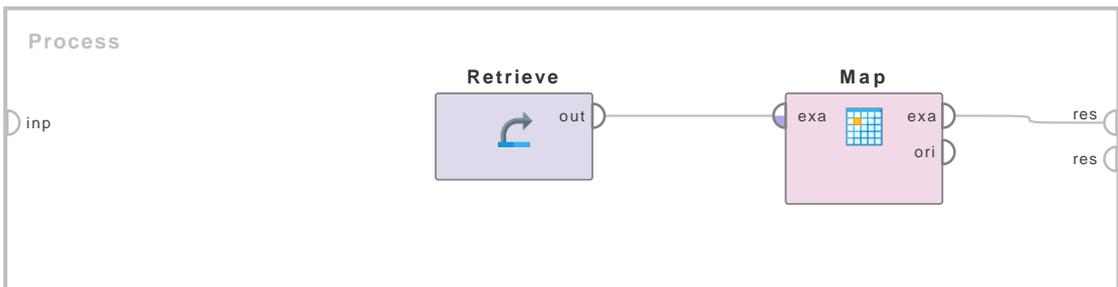 Process
Retrieve
Map
inp
out
exa
exa
res
ori
res